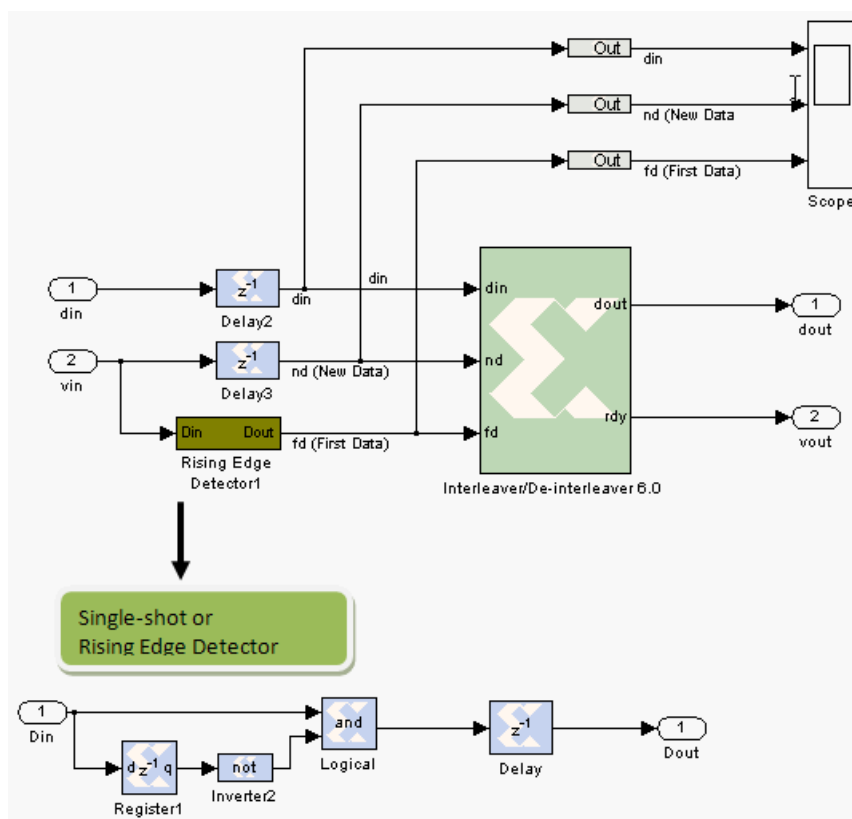 Out
din
Out
nd (New Data
Out
fd (First Data)
Scope
1
din
z-1
din
Delay2
din
din
dout
1
dout
2
vin
z-1
nd (New Data)
Delay3
nd
Din Dout
fd (First Data)
fd
rdy
2
vout
Rising Edge
Detector1
Interleaver/De-interleaver 6.0
Single-shot or
Rising Edge Detector
1
Din
d z-1 q
Register1
not
Inverter2
and
Logical
z-1
Delay
1
Dout